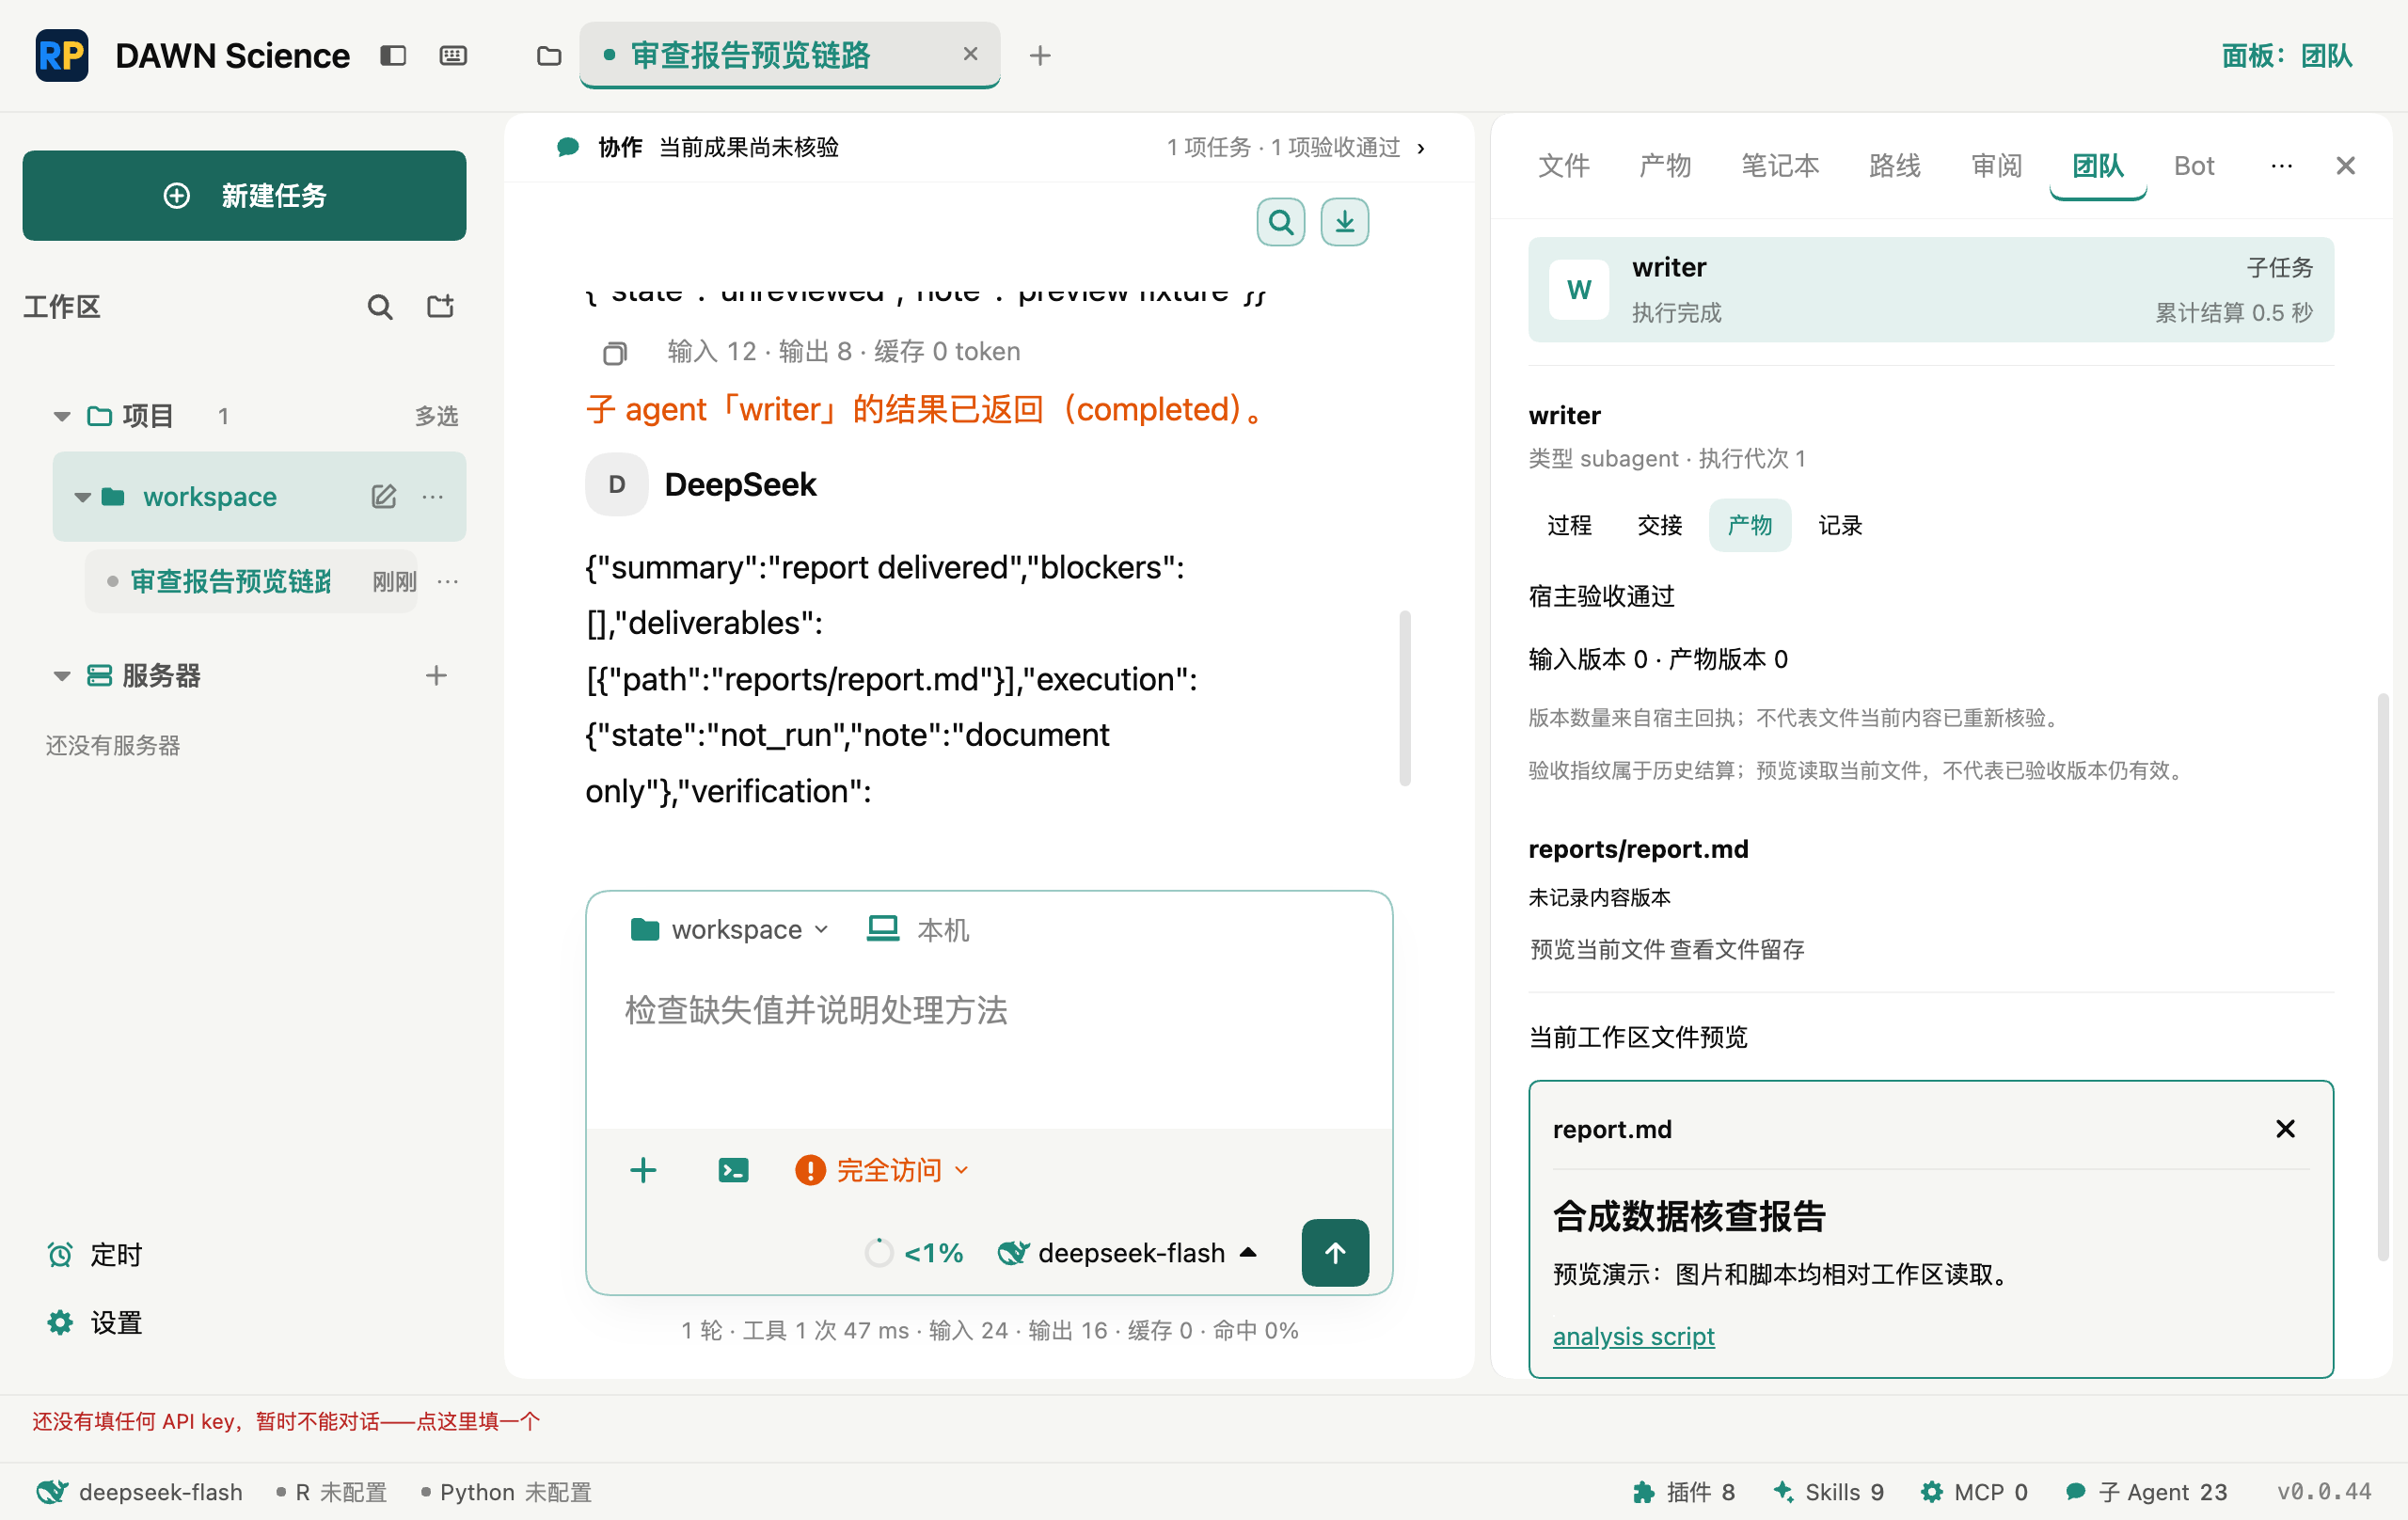 RP DAWN Science
审查报告预览链路
面板：团队
新建任务
工作区
项目 1 多选
workspace
审查报告预览链路 刚刚
服务器
还没有服务器
定时
设置
协作 当前成果尚未核验 1 项任务 · 1 项验收通过 ›
{"state":"unreviewed","note":"preview fixture"}}
输入 12 · 输出 8 · 缓存 0 token
子 agent「writer」的结果已返回（completed）。
D DeepSeek
{"summary":"report delivered","blockers":
[],"deliverables":
[{"path":"reports/report.md"}],"execution":
{"state":"not_run","note":"document
only"},"verification":
workspace 本机
检查缺失值并说明处理方法
完全访问
<1% deepseek-flash
1 轮 · 工具 1 次 47 ms · 输入 24 · 输出 16 · 缓存 0 · 命中 0%
文件 产物 笔记本 路线 审阅 团队 Bot ···
W writer 子任务
执行完成 累计结算 0.5 秒
writer
类型 subagent · 执行代次 1
过程 交接 产物 记录
宿主验收通过
输入版本 0 · 产物版本 0
版本数量来自宿主回执；不代表文件当前内容已重新核验。
验收指纹属于历史结算；预览读取当前文件，不代表已验收版本仍有效。
reports/report.md
未记录内容版本
预览当前文件 查看文件留存
当前工作区文件预览
report.md
合成数据核查报告
预览演示：图片和脚本均相对工作区读取。
analysis script
还没有填任何 API key，暂时不能对话——点这里填一个
deepseek-flash R 未配置 Python 未配置
插件 8 Skills 9 MCP 0 子 Agent 23 v0.0.44